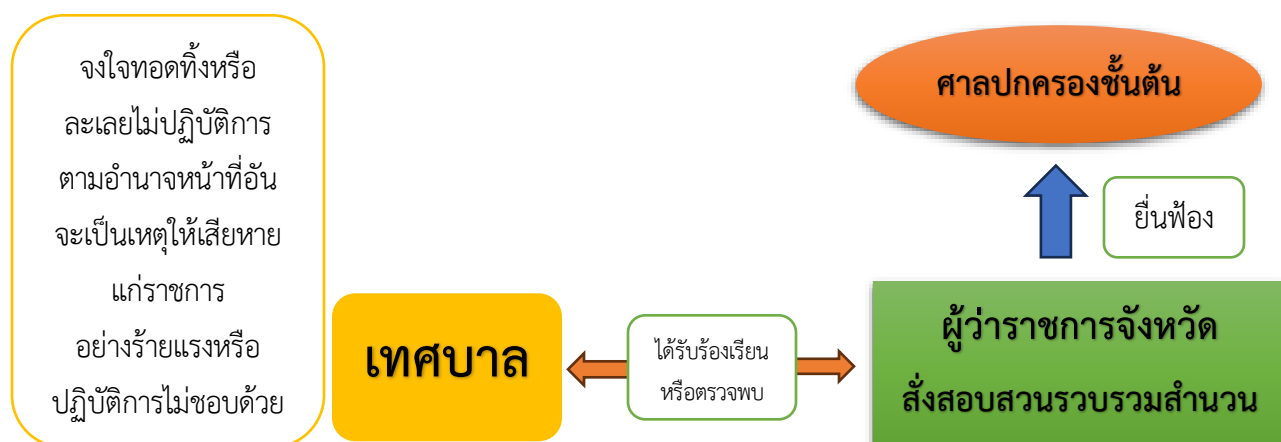 จงใจทอดทิ้งหรือ
ละเลยไม่ปฏิบัติการ
ตามอำนาจหน้าที่อัน
จะเป็นเหตุให้เสียหาย
แก่ราชการ
อย่างร้ายแรงหรือ
ปฏิบัติการไม่ชอบด้วย
เทศบาล
ได้รับร้องเรียน
หรือตรวจพบ
ศาลปกครองชั้นต้น
ยื่นฟ้อง
ผู้ว่าราชการจังหวัด
สั่งสอบสวนรวบรวมสำนวน